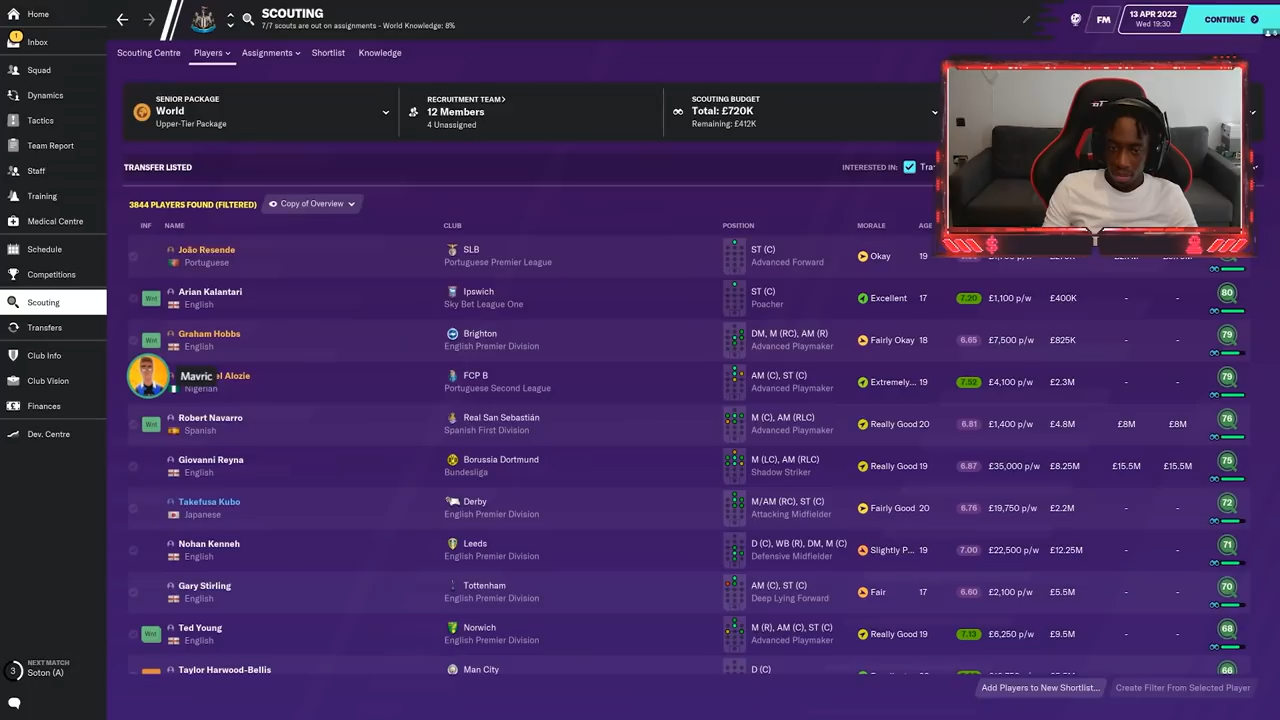 Home
Inbox
1
Squad
Dynamics
Tactics
Team Report
Staff
Training
Medical Centre
Schedule
Competitions
Scouting
Transfers
Club Info
Club Vision
Finances
Dev. Centre
3
NEXT MATCH
Soton (A)
SCOUTING
7/7 scouts are out on assignments - World Knowledge: 8%
FM
13 APR 2022
Wed 19:30
CONTINUE
5
Scouting Centre
Players
Assignments
Shortlist
Knowledge
SENIOR PACKAGE
World
Upper-Tier Package
RECRUITMENT TEAM>
12 Members
4 Unassigned
SCOUTING BUDGET
Total: £720K
Remaining: £412K
TRANSFER LISTED
INTERESTED IN:
3844 PLAYERS FOUND (FILTERED)
Copy of Overview
INF NAME CLUB POSITION MORALE AGE
João Resende SLB ST (C) Okay 19
Portuguese Portuguese Premier League Advanced Forward
Wnt Arian Kalantari Ipswich ST (C) Excellent 17 7.20 £1,100 p/w £400K - - 80
English Sky Bet League One Poacher
Wnt Graham Hobbs Brighton DM, M (RC), AM (R) Fairly Okay 18 6.65 £7,500 p/w £825K - - 79
English English Premier Division Advanced Playmaker
Mavric l Alozie FCP B AM (C), ST (C) Extremely... 19 7.52 £4,100 p/w £2.3M - - 79
Nigerian Portuguese Second League Advanced Playmaker
Wnt Robert Navarro Real San Sebastián M (C), AM (RLC) Really Good 20 6.81 £1,400 p/w £4.8M £8M £8M 76
Spanish Spanish First Division Advanced Playmaker
Giovanni Reyna Borussia Dortmund M (LC), AM (RLC) Really Good 19 6.87 £35,000 p/w £8.25M £15.5M £15.5M 75
English Bundesliga Shadow Striker
Takefusa Kubo Derby M/AM (RC), ST (C) Fairly Good 20 6.76 £19,750 p/w £2.2M - - 72
Japanese English Premier Division Attacking Midfielder
Nohan Kenneh Leeds D (C), WB (R), DM, M (C) Slightly P... 19 7.00 £22,500 p/w £12.25M - - 71
English English Premier Division Defensive Midfielder
Gary Stirling Tottenham AM (C), ST (C) Fair 17 6.60 £2,100 p/w £5.5M - - 70
English English Premier Division Deep Lying Forward
Wnt Ted Young Norwich M (R), AM (C), ST (C) Really Good 19 7.13 £6,250 p/w £9.5M - - 68
English English Premier Division Advanced Playmaker
Taylor Harwood-Bellis Man City D (C) 66
Add Players to New Shortlist...
Create Filter From Selected Player